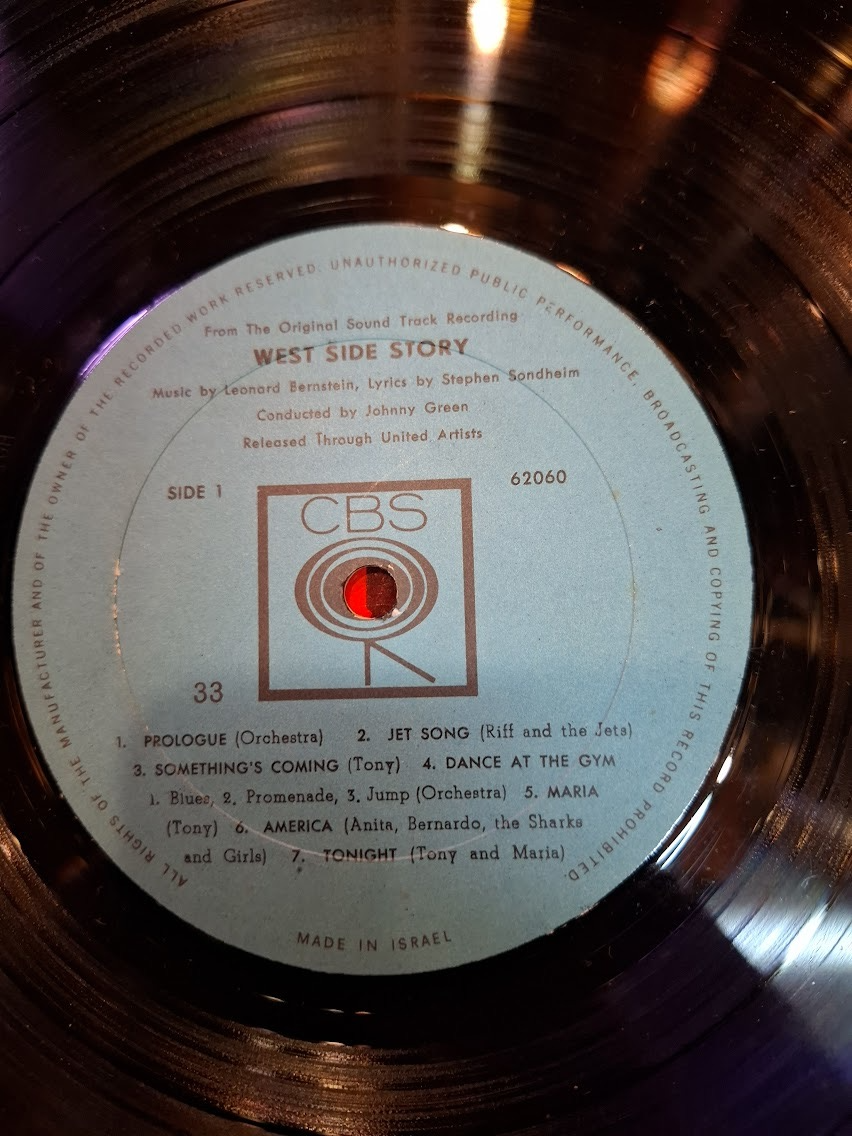 ALL RIGHTS OF THE MANUFACTURER AND OF THE OWNER OF THE RECORDED WORK RESERVED. UNAUTHORIZED PUBLIC PERFORMANCE, BROADCASTING AND COPYING OF THIS RECORD PROHIBITED.
From The Original Sound Track Recording
WEST SIDE STORY
Music by Leonard Bernstein, Lyrics by Stephen Sondheim
Conducted by Johnny Green
Released Through United Artists
SIDE 1
62060
CBS
33
1. PROLOGUE (Orchestra) 2. JET SONG (Riff and the Jets)
3. SOMETHING'S COMING (Tony) 4. DANCE AT THE GYM
1. Blues, 2. Promenade, 3. Jump (Orchestra) 5. MARIA
(Tony) 6. AMERICA (Anita, Bernardo, the Sharks
and Girls) 7. TONIGHT (Tony and Maria)
MADE IN ISRAEL